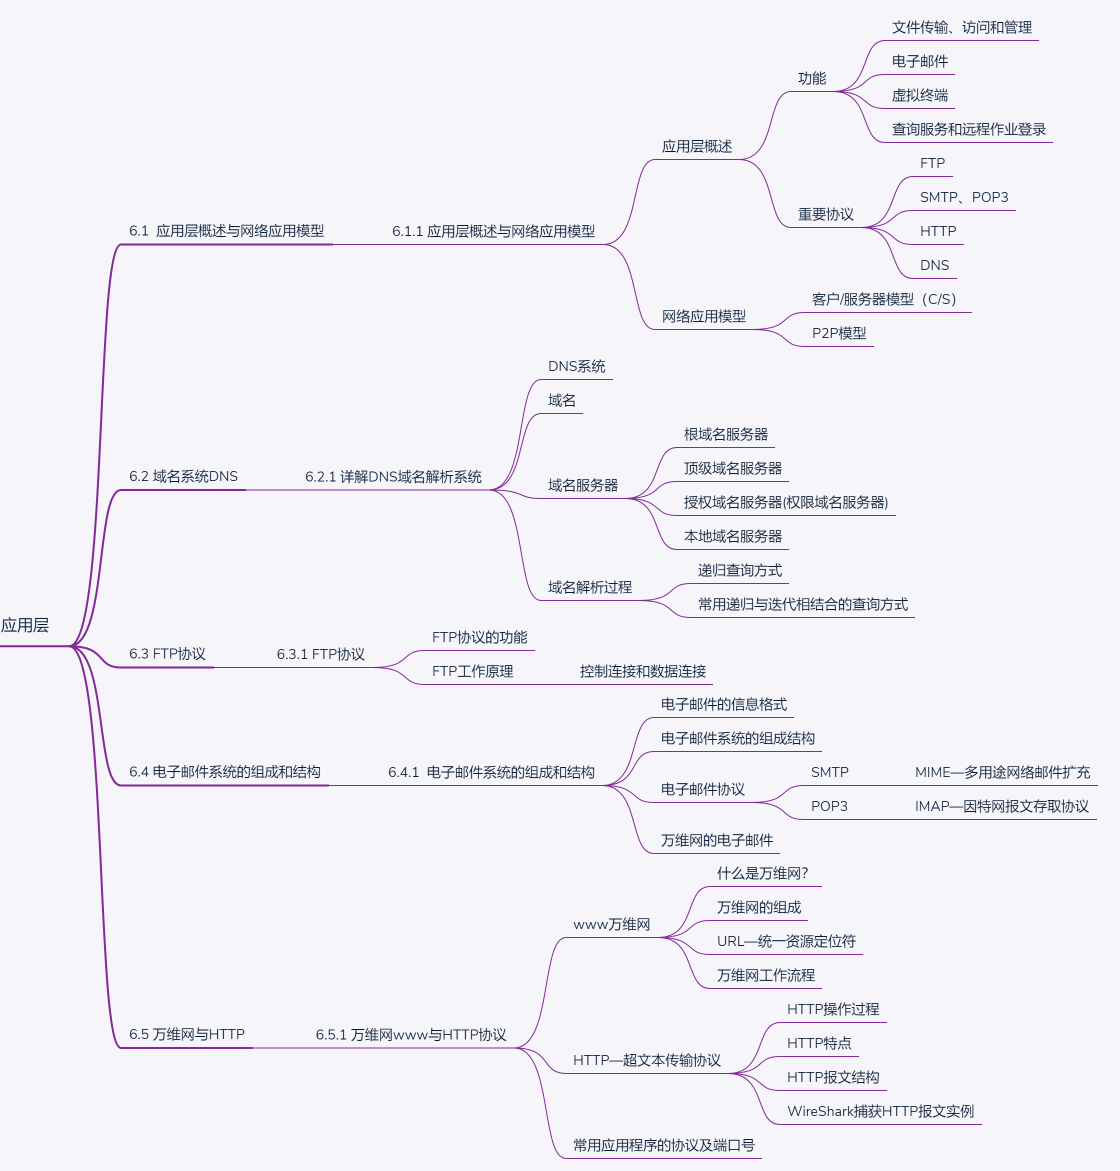 应用层
6.1 应用层概述与网络应用模型
6.1.1 应用层概述与网络应用模型
应用层概述
功能
文件传输、访问和管理
电子邮件
虚拟终端
查询服务和远程作业登录
重要协议
FTP
SMTP、POP3
HTTP
DNS
网络应用模型
客户/服务器模型（C/S）
P2P模型
6.2 域名系统DNS
6.2.1 详解DNS域名解析系统
DNS系统
域名
域名服务器
根域名服务器
顶级域名服务器
授权域名服务器(权限域名服务器)
本地域名服务器
域名解析过程
递归查询方式
常用递归与迭代相结合的查询方式
6.3 FTP协议
6.3.1 FTP协议
FTP协议的功能
FTP工作原理
控制连接和数据连接
6.4 电子邮件系统的组成和结构
6.4.1 电子邮件系统的组成和结构
电子邮件的信息格式
电子邮件系统的组成结构
电子邮件协议
SMTP
MIME—多用途网络邮件扩充
POP3
IMAP—因特网报文存取协议
万维网的电子邮件
6.5 万维网与HTTP
6.5.1 万维网www与HTTP协议
www万维网
什么是万维网？
万维网的组成
URL—统一资源定位符
万维网工作流程
HTTP—超文本传输协议
HTTP操作过程
HTTP特点
HTTP报文结构
WireShark捕获HTTP报文实例
常用应用程序的协议及端口号